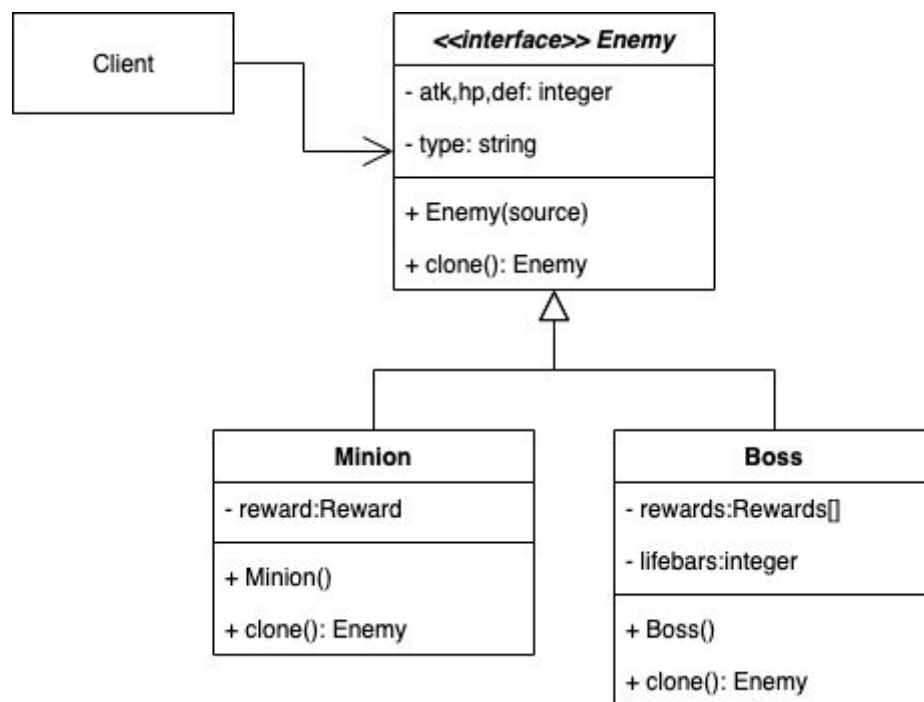 Client
<<interface>> Enemy
- atk,hp,def: integer
- type: string
+ Enemy(source)
+ clone(): Enemy
Minion
- reward:Reward
+ Minion()
+ clone(): Enemy
Boss
- rewards:Rewards[]
- lifebars:integer
+ Boss()
+ clone(): Enemy